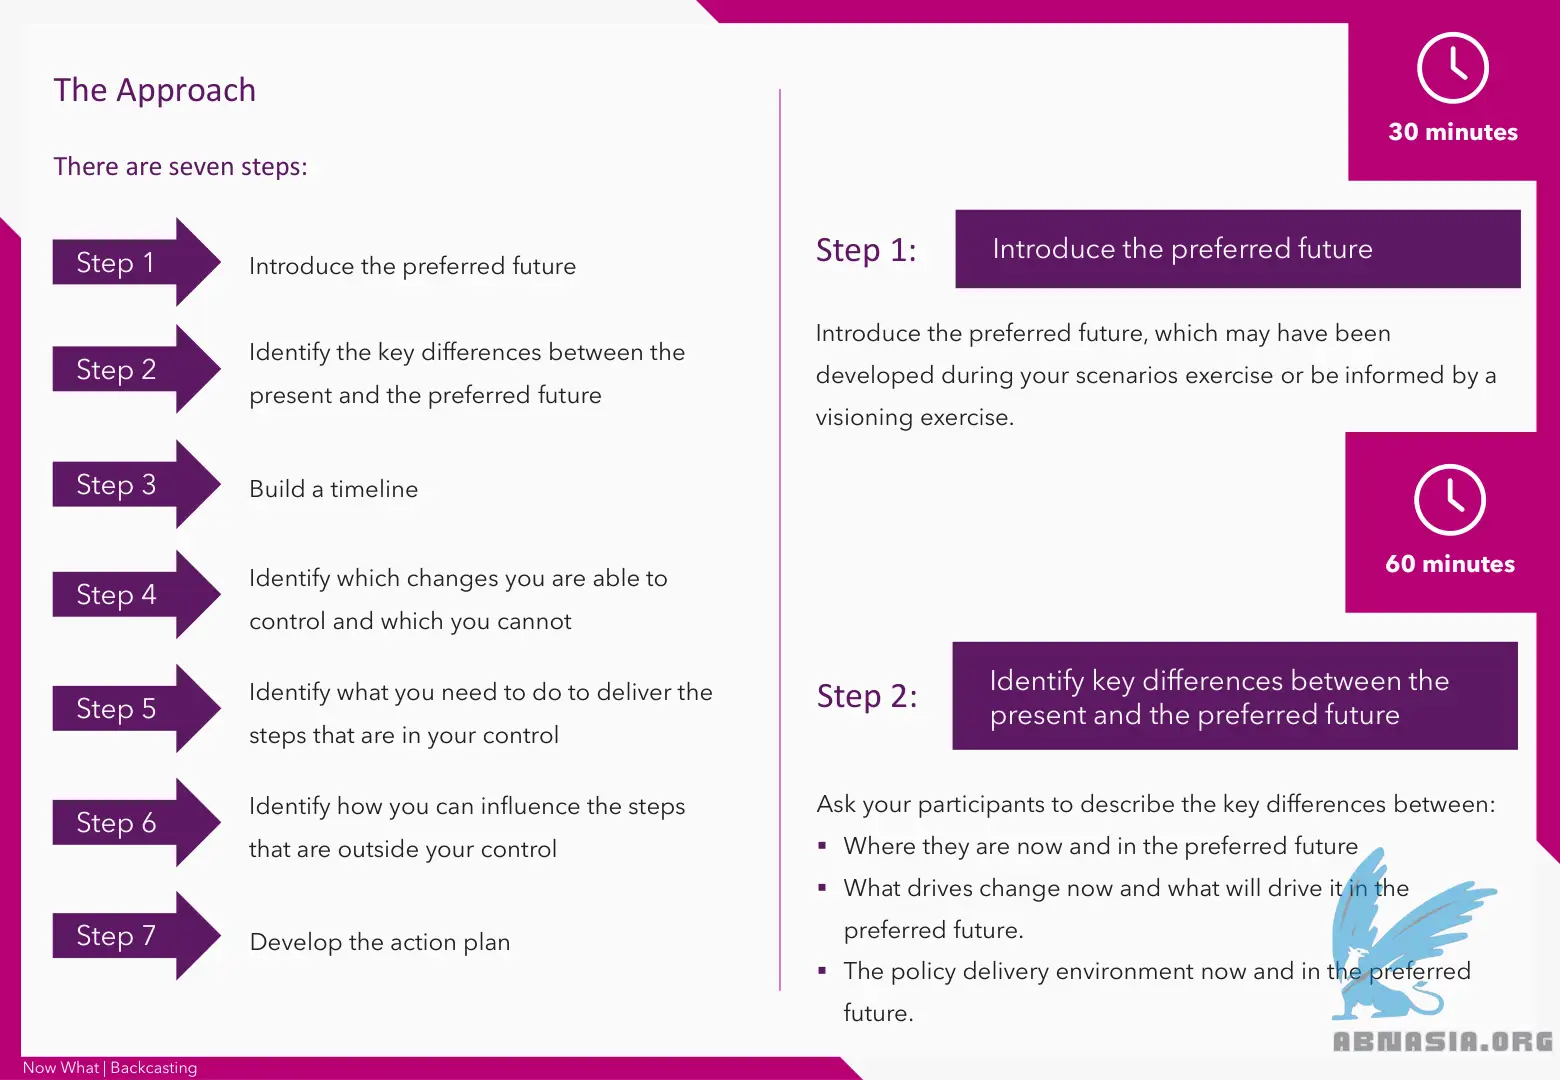 The Approach
There are seven steps:
Step 1
Introduce the preferred future
Step 2
Identify the key differences between the
present and the preferred future
Step 3
Build a timeline
Step 4
Identify which changes you are able to
control and which you cannot
Step 5
Identify what you need to do to deliver the
steps that are in your control
Step 6
Identify how you can influence the steps
that are outside your control
Step 7
Develop the action plan
30 minutes
Step 1:
Introduce the preferred future
Introduce the preferred future, which may have been
developed during your scenarios exercise or be informed by a
visioning exercise.
60 minutes
Step 2:
Identify key differences between the
present and the preferred future
Ask your participants to describe the key differences between:
▪ Where they are now and in the preferred future
▪ What drives change now and what will drive it in the
preferred future.
▪ The policy delivery environment now and in the preferred
future.
ABNASIA.ORG
Now What | Backcasting